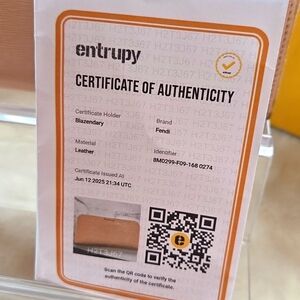 entrupy
CERTIFICATE OF AUTHENTICITY
Certificate Holder
Blazendary
Brand
Fendi
Material
Leather
Identifier
8M0299-F09-168 0274
Certificate Issued At
Jun 12 2025 21:34 UTC
H2T3J67
Scan the QR code to verify the
authenticity of the certificate.